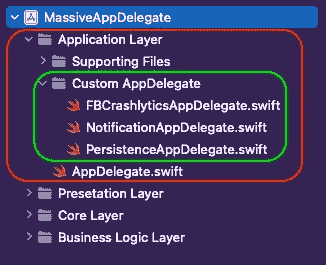 MassiveAppDelegate
Application Layer
Supporting Files
Custom AppDelegate
FBCrashlyticsAppDelegate.swift
NotificationAppDelegate.swift
PersistenceAppDelegate.swift
AppDelegate.swift
Presetation Layer
Core Layer
Business Logic Layer